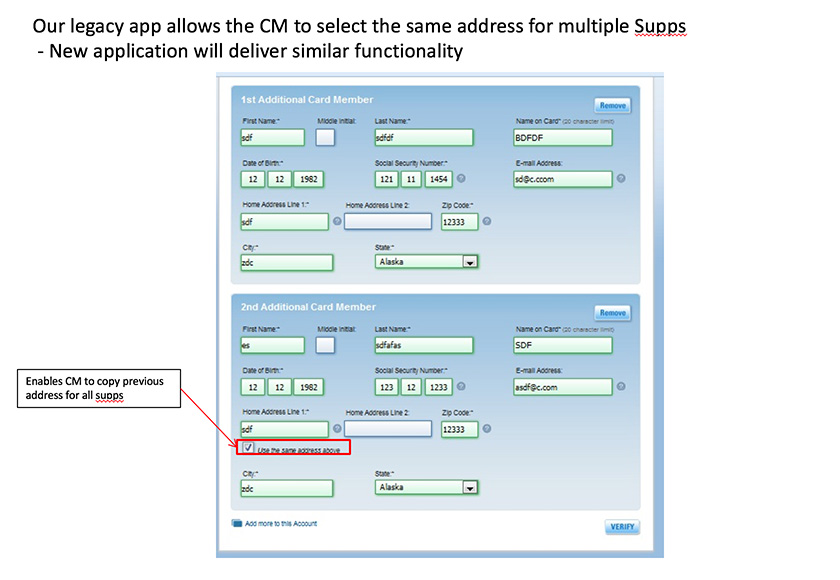 Our legacy app allows the CM to select the same address for multiple Supps
- New application will deliver similar functionality
1st Additional Card Member
Remove
First Name:* Middle Initial: Last Name:* Name on Card* (20 character limit)
sdf sdfdf BDFDF
Date of Birth:* Social Security Number:* E-mail Address:
12 12 1982 121 11 1454 ? sd@c.ccom ?
Home Address Line 1:* Home Address Line 2: Zip Code:*
sdf ? 12333 ?
City:* State:*
zdc Alaska
2nd Additional Card Member
Remove
First Name:* Middle Initial: Last Name:* Name on Card* (20 character limit)
es sdfafas SDF
Date of Birth:* Social Security Number:* E-mail Address:
12 12 1982 123 12 1233 ? asdf@c.com ?
Enables CM to copy previous
address for all supps
Home Address Line 1:* Home Address Line 2: Zip Code:*
sdf ? 12333 ?
Use the same address above
City:* State:*
zdc Alaska
Add more to this Account
VERIFY